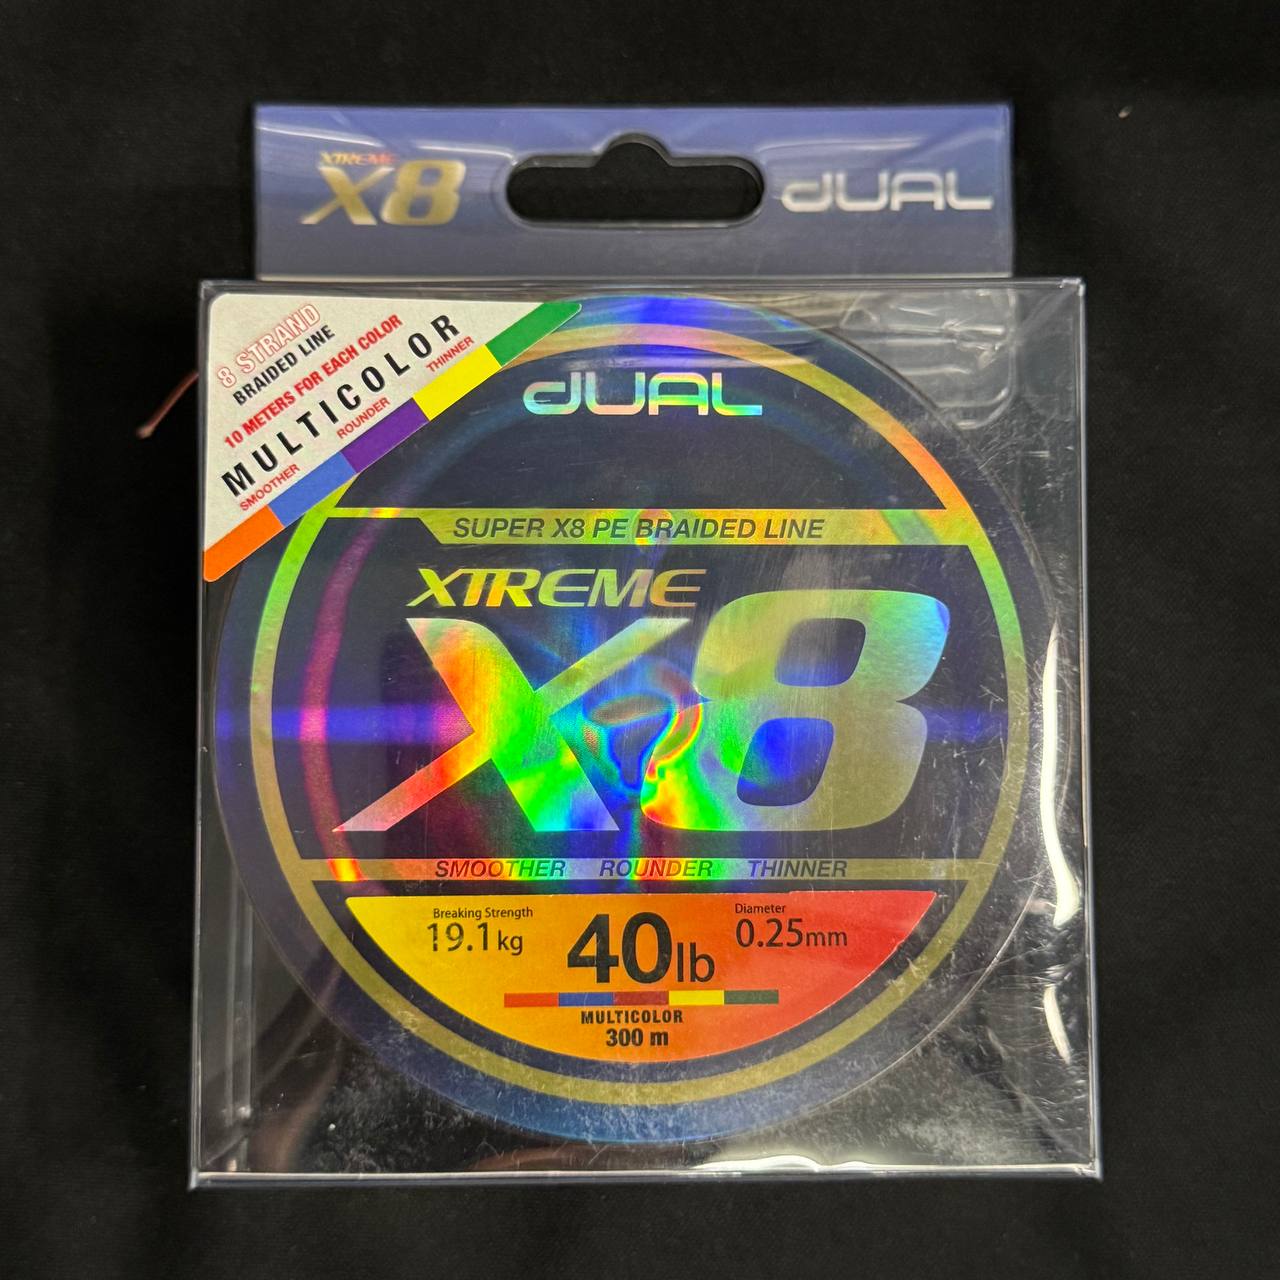 XTREME
X8
dUAL
8 STRAND
BRAIDED LINE
10 METERS FOR EACH COLOR
MULTICOLOR
SMOOTHER ROUNDER THINNER
dUAL
SUPER X8 PE BRAIDED LINE
XTREME
X8
SMOOTHER ROUNDER THINNER
Breaking Strength
19.1kg
40lb
Diameter
0.25mm
MULTICOLOR
300 m